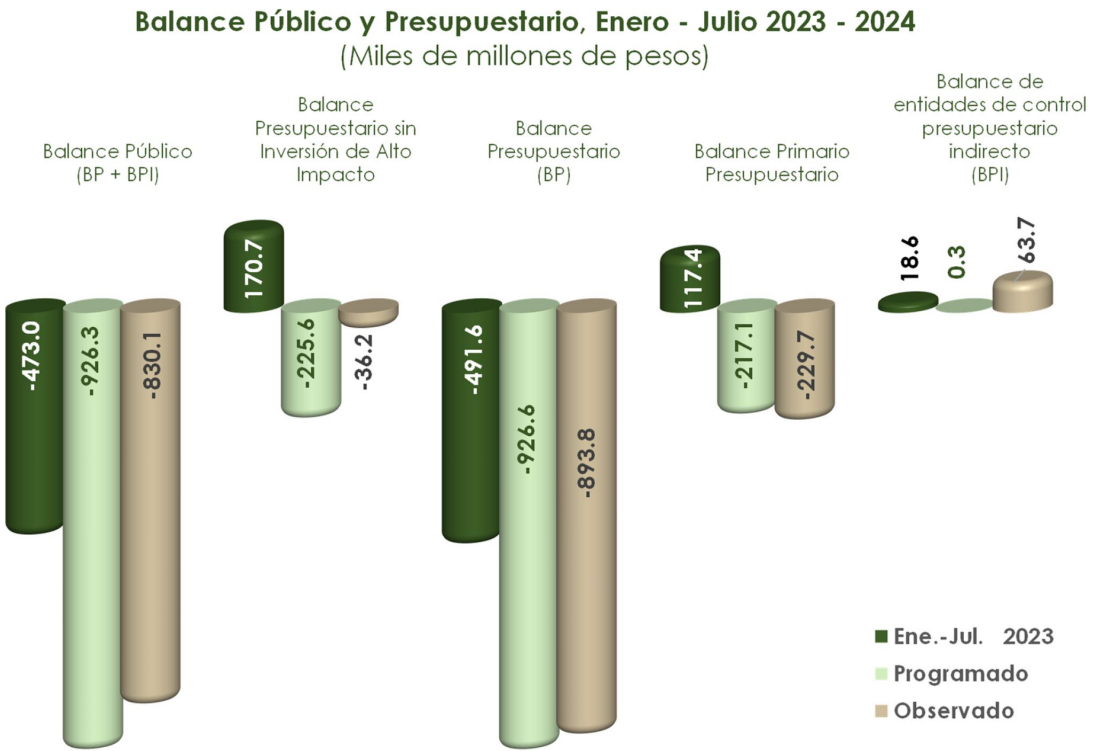 Balance Público y Presupuestario, Enero - Julio 2023 - 2024
(Miles de millones de pesos)
Balance Público
(BP + BPI)
Balance
Presupuestario sin
Inversión de Alto
Impacto
Balance
Presupuestario
(BP)
Balance Primario
Presupuestario
Balance de
entidades de control
presupuestario
indirecto
(BPI)
-473.0
-926.3
-830.1
170.7
-225.6
-36.2
-491.6
-926.6
-893.8
117.4
-217.1
-229.7
18.6
0.3
63.7
Ene.-Jul. 2023
Programado
Observado